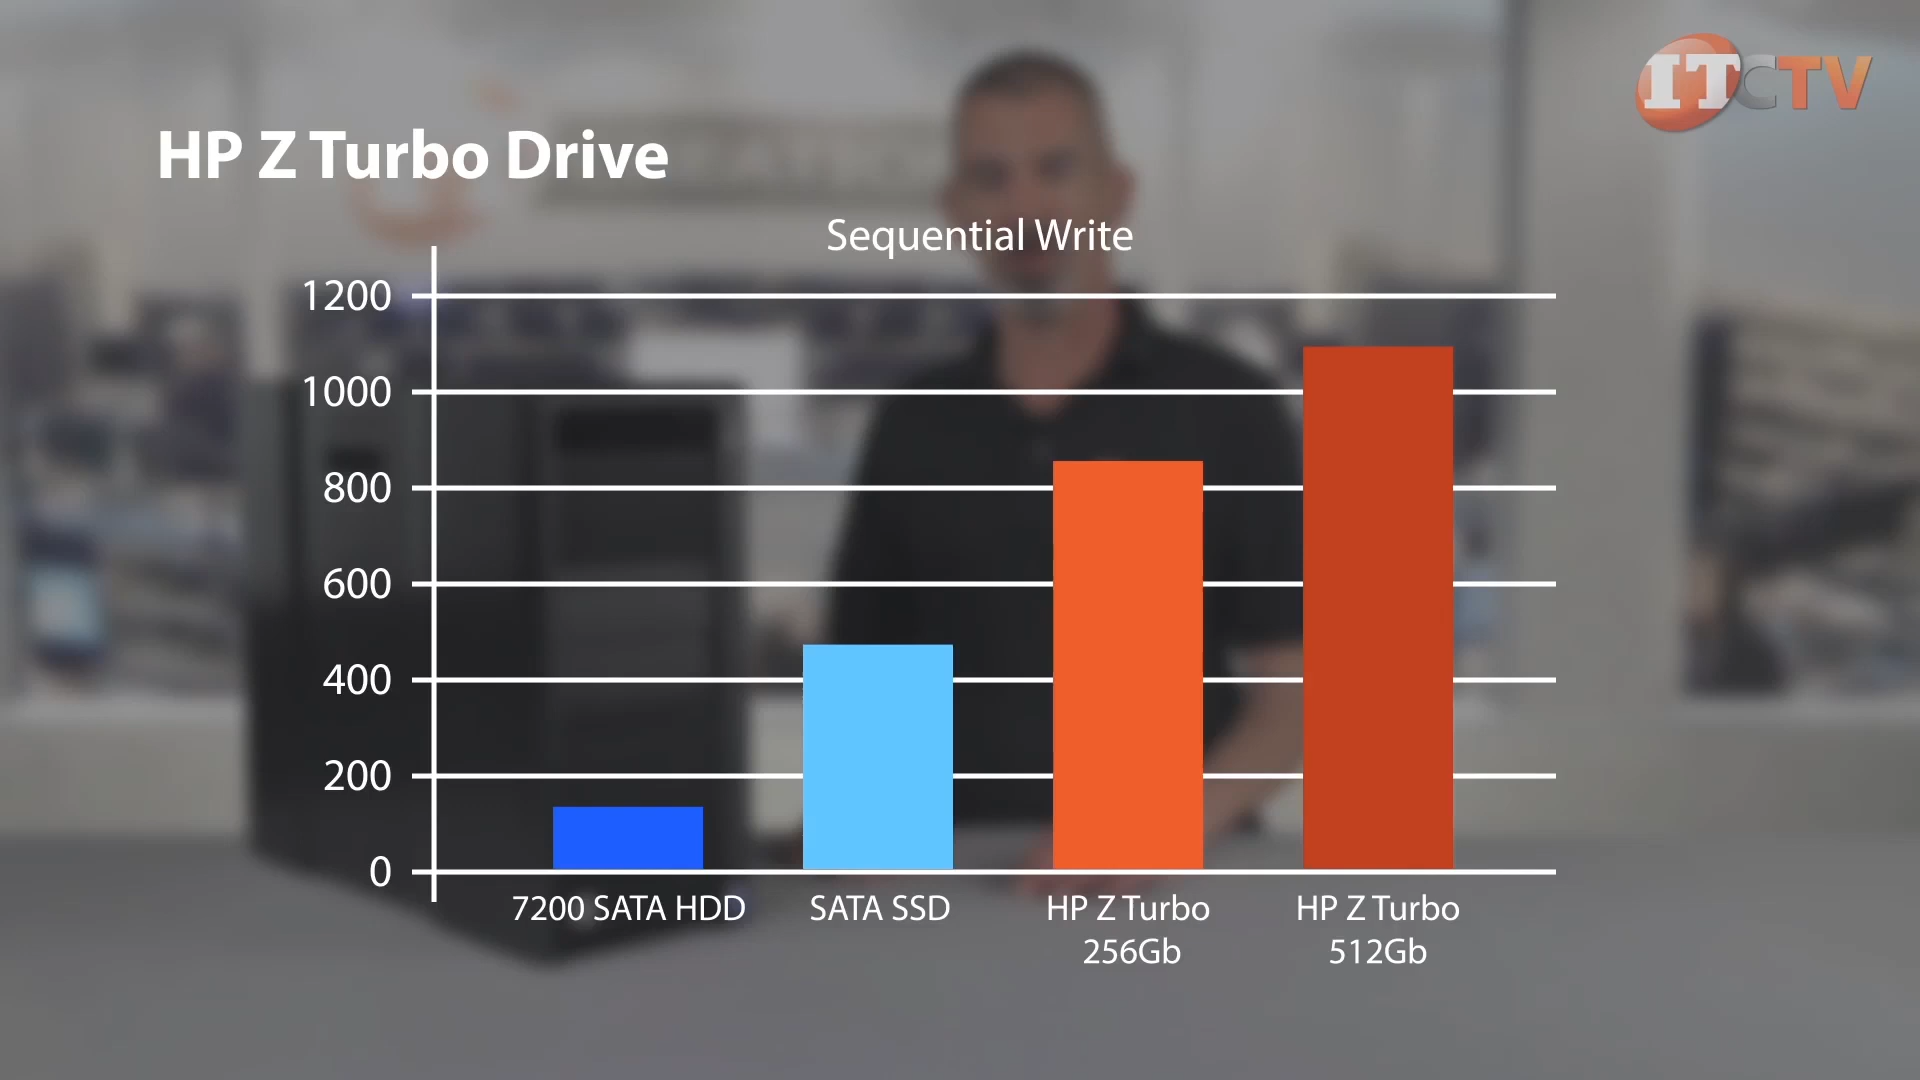 ITCTV
HP Z Turbo Drive
Sequential Write
1200
1000
800
600
400
200
0
7200 SATA HDD
SATA SSD
HP Z Turbo
256Gb
HP Z Turbo
512Gb